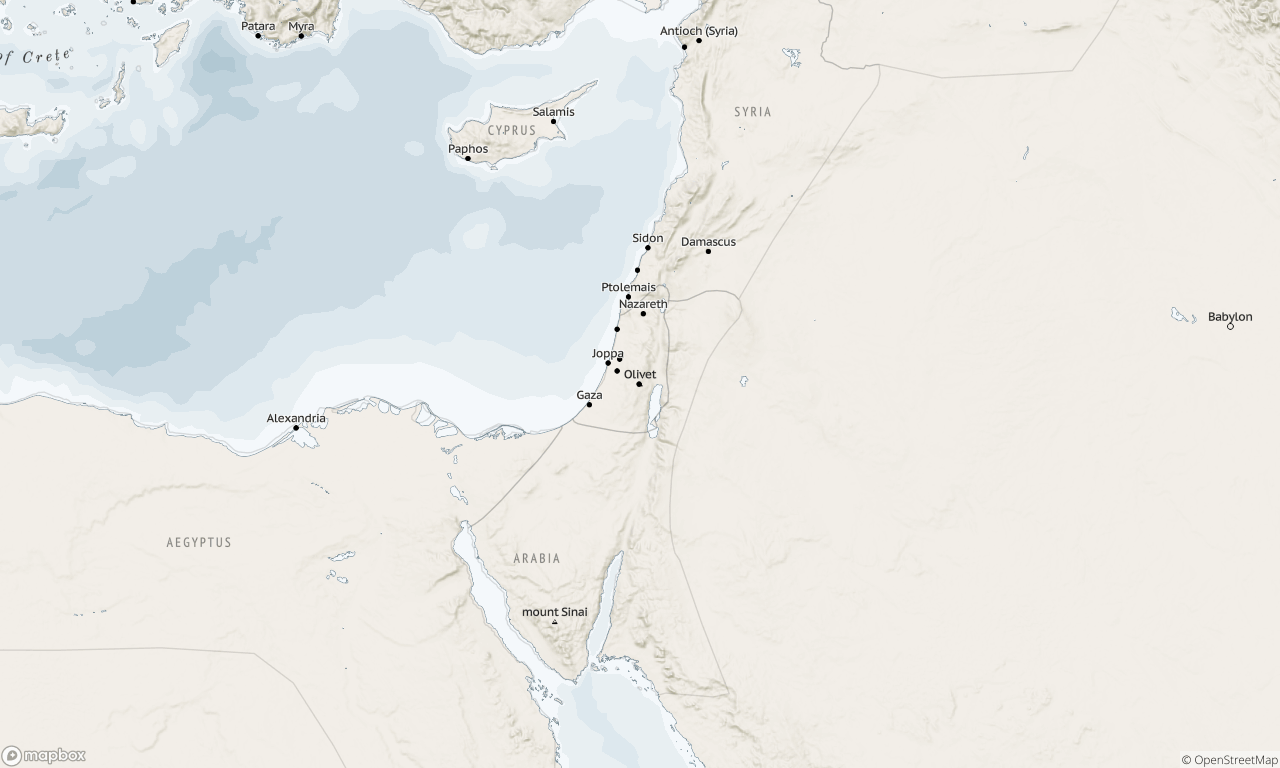 Patara
Myra
Antioch (Syria)
Of Crete
SYRIA
Salamis
CYPRUS
Paphos
Sidon
Damascus
Ptolemais
Nazareth
Babylon
Joppa
Olivet
Gaza
Alexandria
AEGYPTUS
ARABIA
mount Sinai
mapbox
© OpenStreetMap